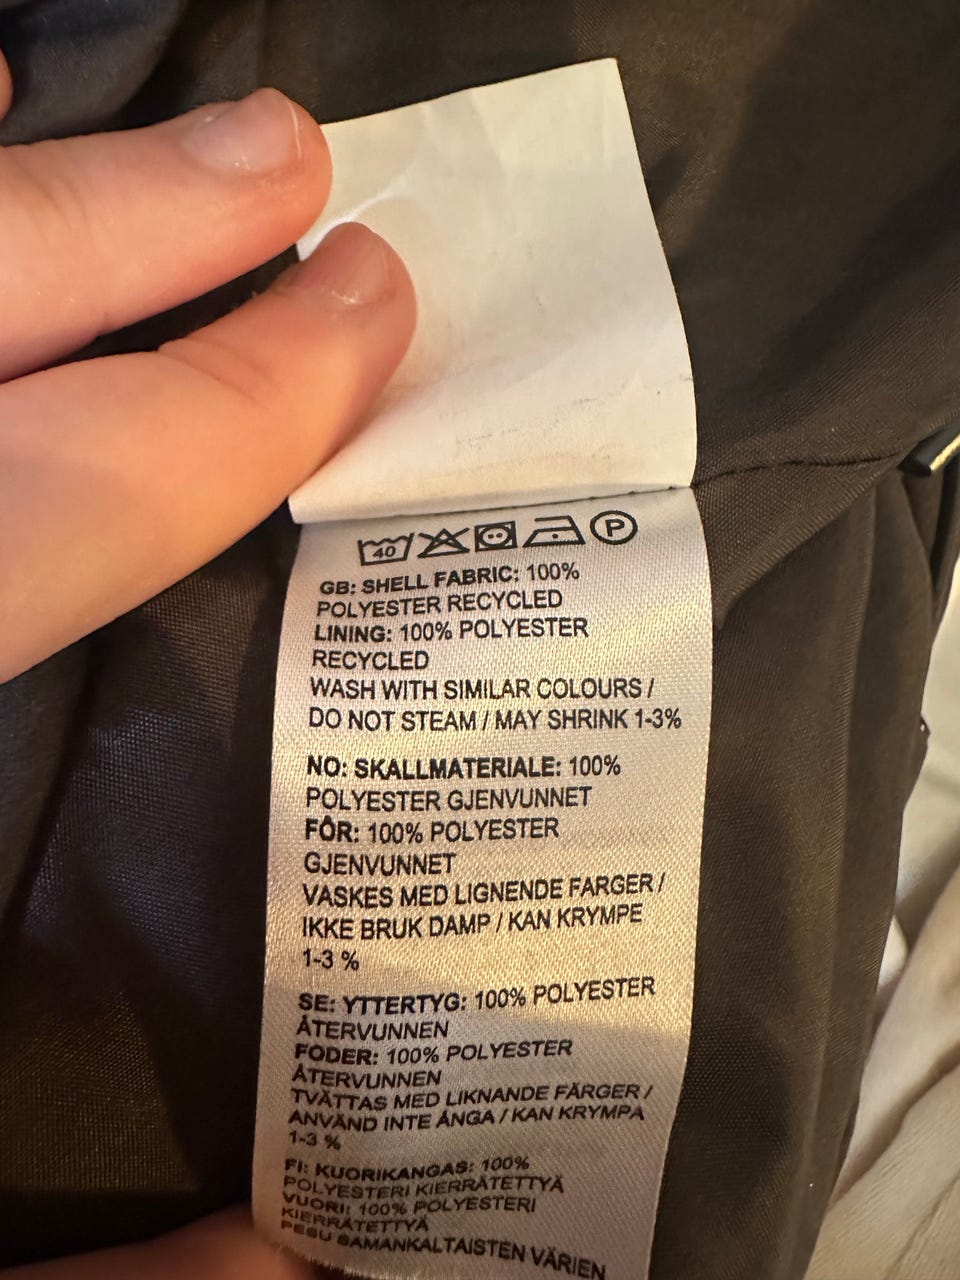 40 P
GB: SHELL FABRIC: 100%
POLYESTER RECYCLED
LINING: 100% POLYESTER
RECYCLED
WASH WITH SIMILAR COLOURS /
DO NOT STEAM / MAY SHRINK 1-3%
NO: SKALLMATERIALE: 100%
POLYESTER GJENVUNNET
FÔR: 100% POLYESTER
GJENVUNNET
VASKES MED LIGNENDE FARGER /
IKKE BRUK DAMP / KAN KRYMPE
1-3 %
SE: YTTERTYG: 100% POLYESTER
ÅTERVUNNEN
FODER: 100% POLYESTER
ÅTERVUNNEN
TVÄTTAS MED LIKNANDE FÄRGER /
ANVÄND INTE ÅNGA / KAN KRYMPA
1-3 %
FI: KUORIKANGAS: 100%
POLYESTERI KIERRÄTETTYÄ
VUORI: 100% POLYESTERI
KIERRÄTETTYÄ
PESU SAMANKALTAISTEN VÄRIEN